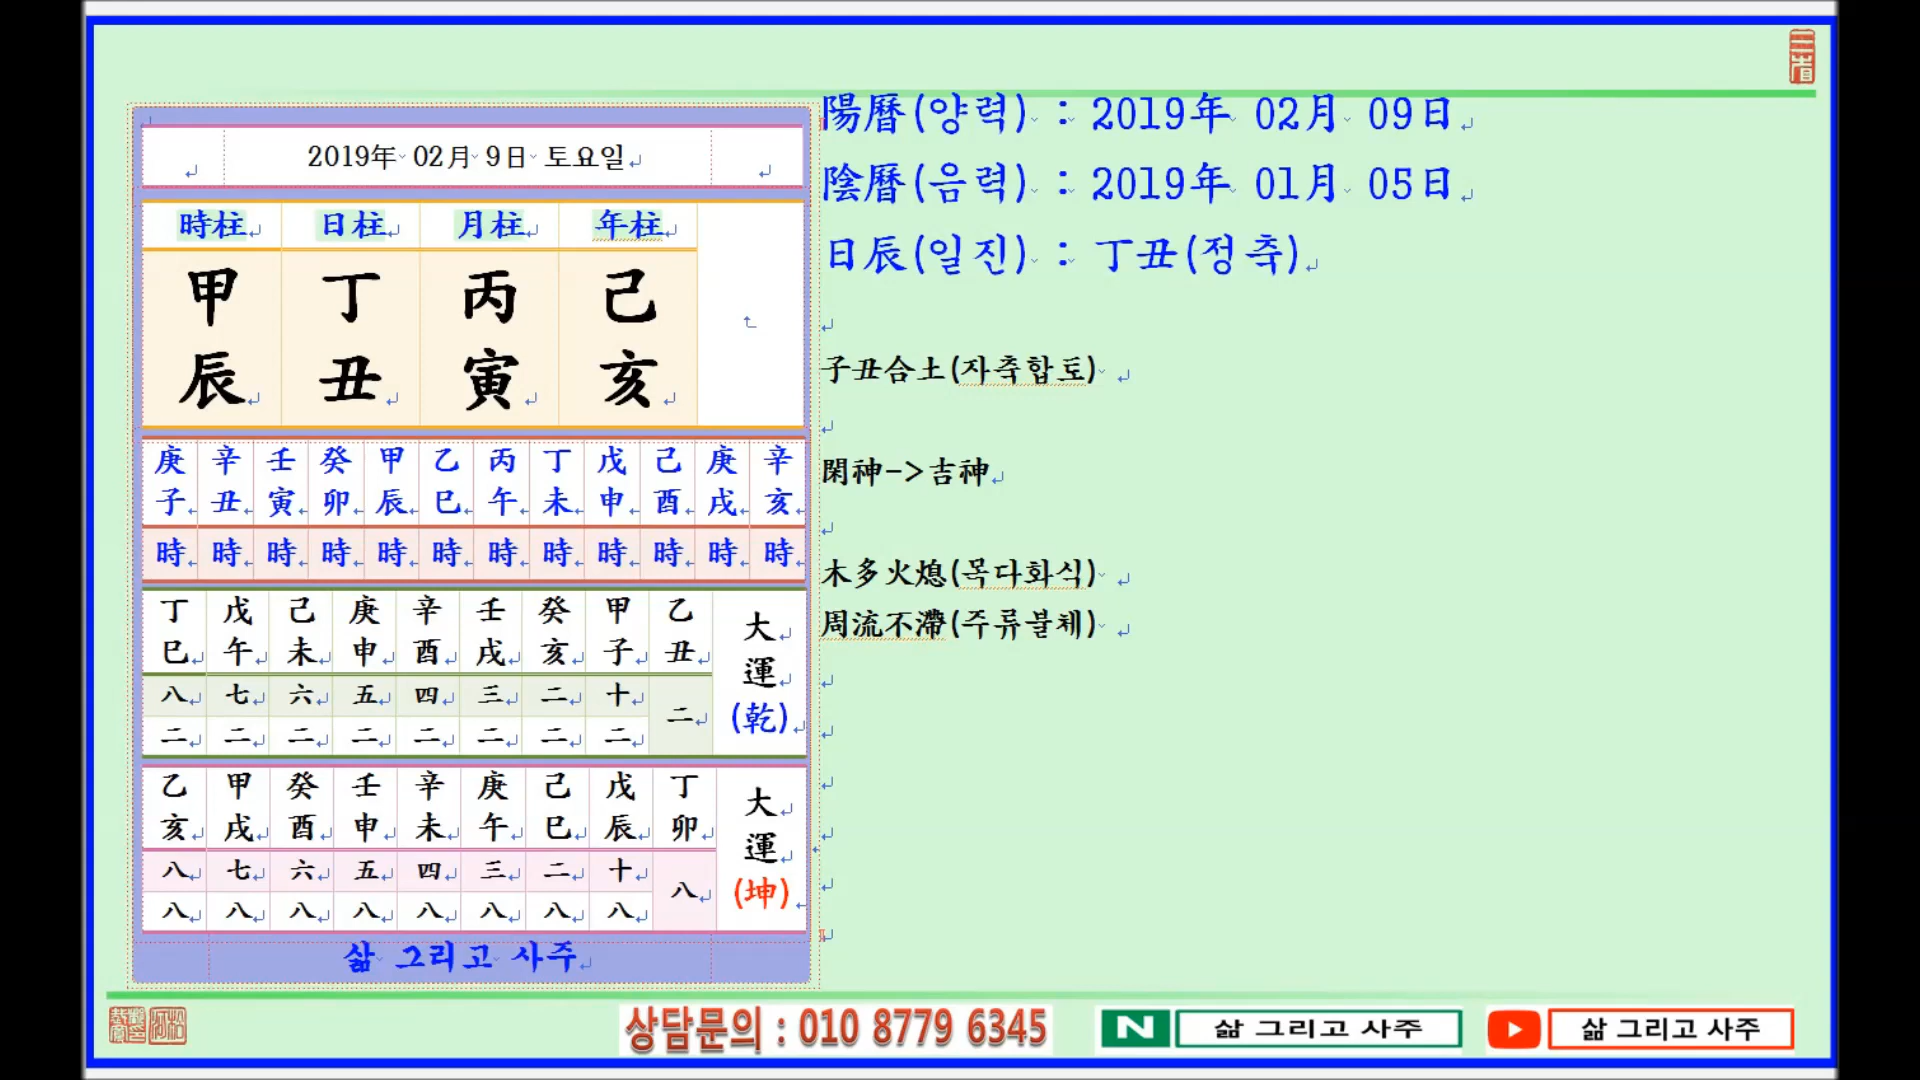 2019年 02月 9日 토요일
時柱 日柱 月柱 年柱
甲 丁 丙 己
辰 丑 寅 亥
庚 辛 壬 癸 甲 乙 丙 丁 戊 己 庚 辛
子 丑 寅 卯 辰 巳 午 未 申 酉 戌 亥
時 時 時 時 時 時 時 時 時 時 時 時
丁 戊 己 庚 辛 壬 癸 甲 乙 大
巳 午 未 申 酉 戌 亥 子 丑 運
八 七 六 五 四 三 二 十 二 (乾)
二 二 二 二 二 二 二 二
乙 甲 癸 壬 辛 庚 己 戊 丁 大
亥 戌 酉 申 未 午 巳 辰 卯 運
八 七 六 五 四 三 二 十 八 (坤)
八 八 八 八 八 八 八 八
삶 그리고 사주
陽曆(양력) : 2019年 02月 09日
陰曆(음력) : 2019年 01月 05日
日辰(일진) : 丁丑(정축)
子丑合土(자축합토)
閑神->吉神
木多火熄(목다화식)
周流不滯(주류불체)
상담문의 : 010 8779 6345
N 삶 그리고 사주
삶 그리고 사주